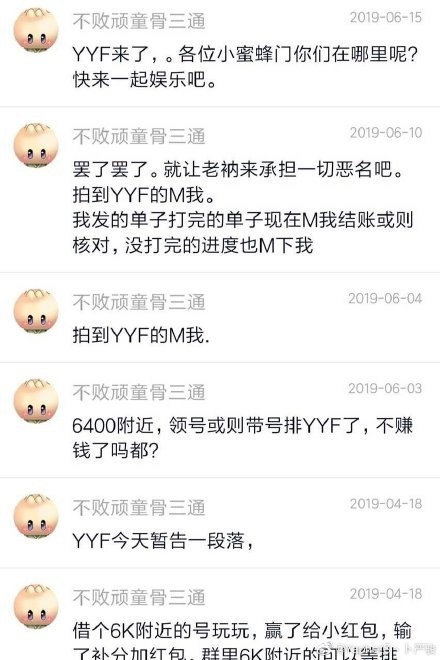 不败顽童骨三通 2019-06-15
YYF来了，。各位小蜜蜂门你们在哪里呢？
快来一起娱乐吧。
不败顽童骨三通 2019-06-10
罢了罢了。就让老衲来承担一切恶名吧。
拍到YYF的M我。
我发的单子打完的单子现在M我结账或则
核对，没打完的进度也M下我
不败顽童骨三通 2019-06-04
拍到YYF的M我.
不败顽童骨三通 2019-06-03
6400附近，领号或则带号排YYF了，不赚
钱了吗都？
不败顽童骨三通 2019-04-18
YYF今天暂告一段落，
不败顽童骨三通 2019-04-18
借个6K附近的号玩玩，赢了给小红包，输
了补分加红包，群里6K附近的可以等排